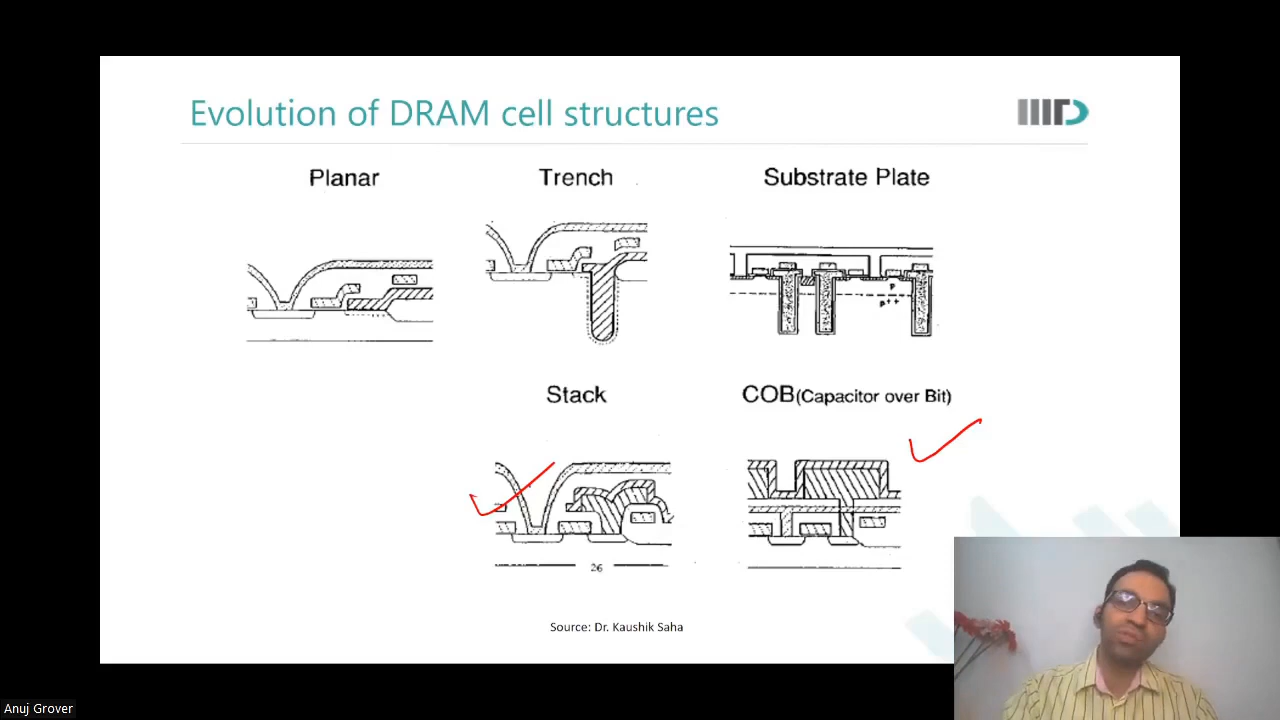 Evolution of DRAM cell structures
IIITD
Planar
Trench
Substrate Plate
P
P++
Stack
COB(Capacitor over Bit)
26
Source: Dr. Kaushik Saha
Anuj Grover